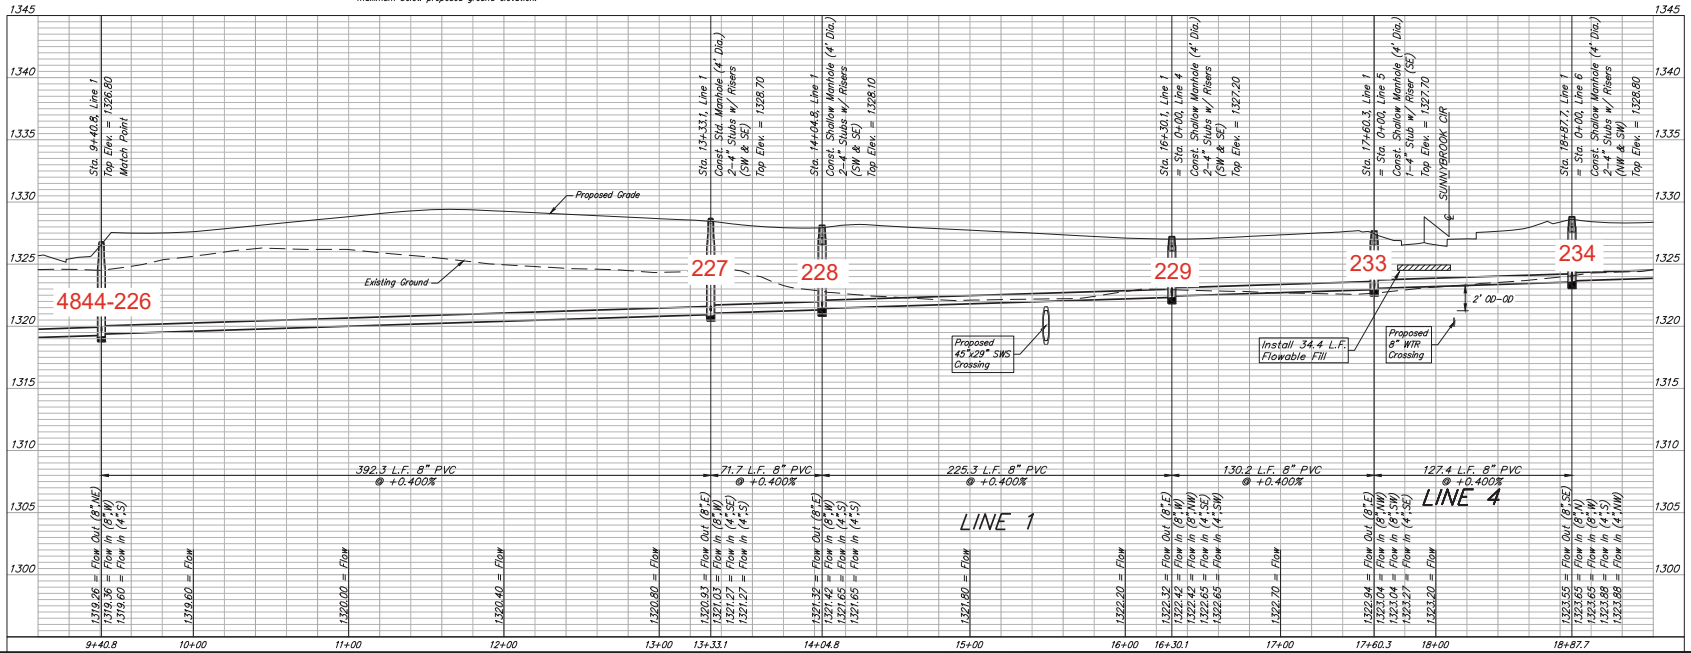 maximum below proposed ground elevation.
1345
1345
1340
1340
1335
1335
1330
1330
1325
1325
1320
1320
1315
1315
1310
1310
1305
1305
1300
1300
Sta. 9+40.8, Line 1
Top Elev. = 1326.80
Match Point
Sta. 13+33.1, Line 1
Const. Std. Manhole (4' Dia.)
2-4" Stubs w/ Risers
(SW & SE)
Top Elev. = 1328.70
Sta. 14+04.8, Line 1
Const. Shallow Manhole (4' Dia.)
2-4" Stubs w/ Risers
(SW & SE)
Top Elev. = 1328.10
Sta. 16+30.1, Line 1
= Sta. 0+00, Line 4
Const. Shallow Manhole (4' Dia.)
2-4" Stubs w/ Risers
(SW & SE)
Top Elev. = 1327.20
Sta. 17+60.3, Line 1
= Sta. 0+00, Line 5
Const. Shallow Manhole (4' Dia.)
1-4" Stub w/ Riser (SE)
Top Elev. = 1327.70
℄ SUNNYBROOK CIR
Sta. 18+87.7, Line 1
= Sta. 0+00, Line 6
Const. Shallow Manhole (4' Dia.)
2-4" Stubs w/ Risers
(NW & SW)
Top Elev. = 1328.80
Proposed Grade
Existing Ground
4844-226
227
228
229
233
234
2' OD-OD
Proposed
45"x29" SWS
Crossing
Install 34.4 L.F.
Flowable Fill
Proposed
8" WTR
Crossing
392.3 L.F. 8" PVC
@ +0.400%
71.7 L.F. 8" PVC
@ +0.400%
225.3 L.F. 8" PVC
@ +0.400%
130.2 L.F. 8" PVC
@ +0.400%
127.4 L.F. 8" PVC
@ +0.400%
LINE 1
LINE 4
1319.26 = Flow Out (8",NE)
1319.36 = Flow In (8",W)
1319.60 = Flow In (4",S)
1319.60 = Flow
1320.00 = Flow
1320.40 = Flow
1320.80 = Flow
1320.93 = Flow Out (8",E)
1321.03 = Flow In (8",W)
1321.27 = Flow In (4",SE)
1321.27 = Flow In (4",S)
1321.32 = Flow Out (8",E)
1321.42 = Flow In (8",W)
1321.65 = Flow In (4",S)
1321.65 = Flow In (4",S)
1321.80 = Flow
1322.20 = Flow
1322.32 = Flow Out (8",E)
1322.42 = Flow In (8",W)
1322.42 = Flow In (8",NW)
1322.65 = Flow In (4",SE)
1322.65 = Flow In (4",SW)
1322.70 = Flow
1322.94 = Flow Out (8",E)
1323.04 = Flow In (8",NW)
1323.04 = Flow In (8",SW)
1323.27 = Flow In (4",SE)
1323.20 = Flow
1323.55 = Flow Out (8",SE)
1323.65 = Flow In (8",N)
1323.65 = Flow In (8",W)
1323.88 = Flow In (4",S)
1323.88 = Flow In (4",NW)
9+40.8
10+00
11+00
12+00
13+00
13+33.1
14+04.8
15+00
16+00
16+30.1
17+00
17+60.3
18+00
18+87.7